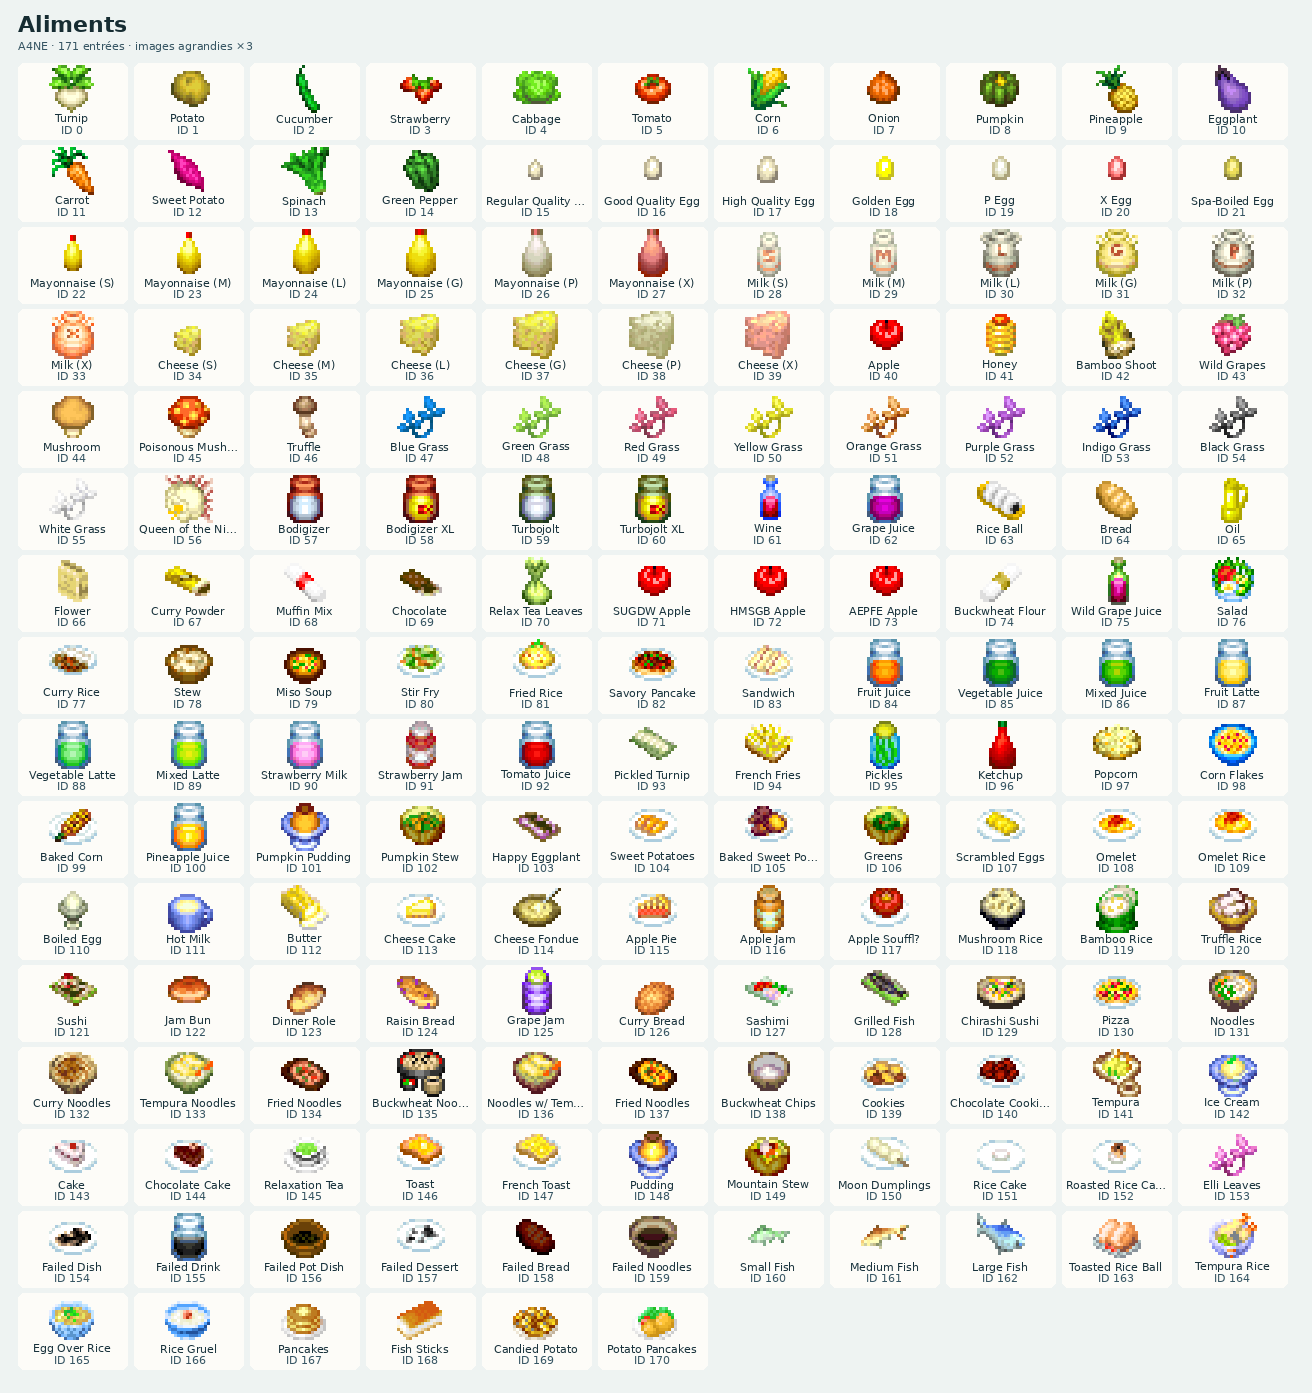 Aliments
A4NE · 171 entrées · images agrandies ×3
Turnip
ID 0
Potato
ID 1
Cucumber
ID 2
Strawberry
ID 3
Cabbage
ID 4
Tomato
ID 5
Corn
ID 6
Onion
ID 7
Pumpkin
ID 8
Pineapple
ID 9
Eggplant
ID 10
Carrot
ID 11
Sweet Potato
ID 12
Spinach
ID 13
Green Pepper
ID 14
Regular Quality ...
ID 15
Good Quality Egg
ID 16
High Quality Egg
ID 17
Golden Egg
ID 18
P Egg
ID 19
X Egg
ID 20
Spa-Boiled Egg
ID 21
Mayonnaise (S)
ID 22
Mayonnaise (M)
ID 23
Mayonnaise (L)
ID 24
Mayonnaise (G)
ID 25
Mayonnaise (P)
ID 26
Mayonnaise (X)
ID 27
S
Milk (S)
ID 28
M
Milk (M)
ID 29
L
Milk (L)
ID 30
G
Milk (G)
ID 31
P
Milk (P)
ID 32
X
Milk (X)
ID 33
Cheese (S)
ID 34
Cheese (M)
ID 35
Cheese (L)
ID 36
Cheese (G)
ID 37
Cheese (P)
ID 38
Cheese (X)
ID 39
Apple
ID 40
Honey
ID 41
Bamboo Shoot
ID 42
Wild Grapes
ID 43
Mushroom
ID 44
Poisonous Mush...
ID 45
Truffle
ID 46
Blue Grass
ID 47
Green Grass
ID 48
Red Grass
ID 49
Yellow Grass
ID 50
Orange Grass
ID 51
Purple Grass
ID 52
Indigo Grass
ID 53
Black Grass
ID 54
White Grass
ID 55
Queen of the Ni...
ID 56
Bodigizer
ID 57
Bodigizer XL
ID 58
Turbojolt
ID 59
Turbojolt XL
ID 60
Wine
ID 61
Grape Juice
ID 62
Rice Ball
ID 63
Bread
ID 64
Oil
ID 65
Flower
ID 66
Curry Powder
ID 67
Muffin Mix
ID 68
Chocolate
ID 69
Relax Tea Leaves
ID 70
SUGDW Apple
ID 71
HMSGB Apple
ID 72
AEPFE Apple
ID 73
Buckwheat Flour
ID 74
Wild Grape Juice
ID 75
Salad
ID 76
Curry Rice
ID 77
Stew
ID 78
Miso Soup
ID 79
Stir Fry
ID 80
Fried Rice
ID 81
Savory Pancake
ID 82
Sandwich
ID 83
Fruit Juice
ID 84
Vegetable Juice
ID 85
Mixed Juice
ID 86
Fruit Latte
ID 87
Vegetable Latte
ID 88
Mixed Latte
ID 89
Strawberry Milk
ID 90
Strawberry Jam
ID 91
Tomato Juice
ID 92
Pickled Turnip
ID 93
French Fries
ID 94
Pickles
ID 95
Ketchup
ID 96
Popcorn
ID 97
Corn Flakes
ID 98
Baked Corn
ID 99
Pineapple Juice
ID 100
Pumpkin Pudding
ID 101
Pumpkin Stew
ID 102
Happy Eggplant
ID 103
Sweet Potatoes
ID 104
Baked Sweet Po...
ID 105
Greens
ID 106
Scrambled Eggs
ID 107
Omelet
ID 108
Omelet Rice
ID 109
Boiled Egg
ID 110
Hot Milk
ID 111
Butter
ID 112
Cheese Cake
ID 113
Cheese Fondue
ID 114
Apple Pie
ID 115
Apple Jam
ID 116
Apple Souffl?
ID 117
Mushroom Rice
ID 118
Bamboo Rice
ID 119
Truffle Rice
ID 120
Sushi
ID 121
Jam Bun
ID 122
Dinner Role
ID 123
Raisin Bread
ID 124
Grape Jam
ID 125
Curry Bread
ID 126
Sashimi
ID 127
Grilled Fish
ID 128
Chirashi Sushi
ID 129
Pizza
ID 130
Noodles
ID 131
Curry Noodles
ID 132
Tempura Noodles
ID 133
Fried Noodles
ID 134
Buckwheat Noo...
ID 135
Noodles w/ Tem...
ID 136
Fried Noodles
ID 137
Buckwheat Chips
ID 138
Cookies
ID 139
Chocolate Cooki...
ID 140
Tempura
ID 141
Ice Cream
ID 142
Cake
ID 143
Chocolate Cake
ID 144
Relaxation Tea
ID 145
Toast
ID 146
French Toast
ID 147
Pudding
ID 148
Mountain Stew
ID 149
Moon Dumplings
ID 150
Rice Cake
ID 151
Roasted Rice Ca...
ID 152
Elli Leaves
ID 153
Failed Dish
ID 154
Failed Drink
ID 155
Failed Pot Dish
ID 156
Failed Dessert
ID 157
Failed Bread
ID 158
Failed Noodles
ID 159
Small Fish
ID 160
Medium Fish
ID 161
Large Fish
ID 162
Toasted Rice Ball
ID 163
Tempura Rice
ID 164
Egg Over Rice
ID 165
Rice Gruel
ID 166
Pancakes
ID 167
Fish Sticks
ID 168
Candied Potato
ID 169
Potato Pancakes
ID 170